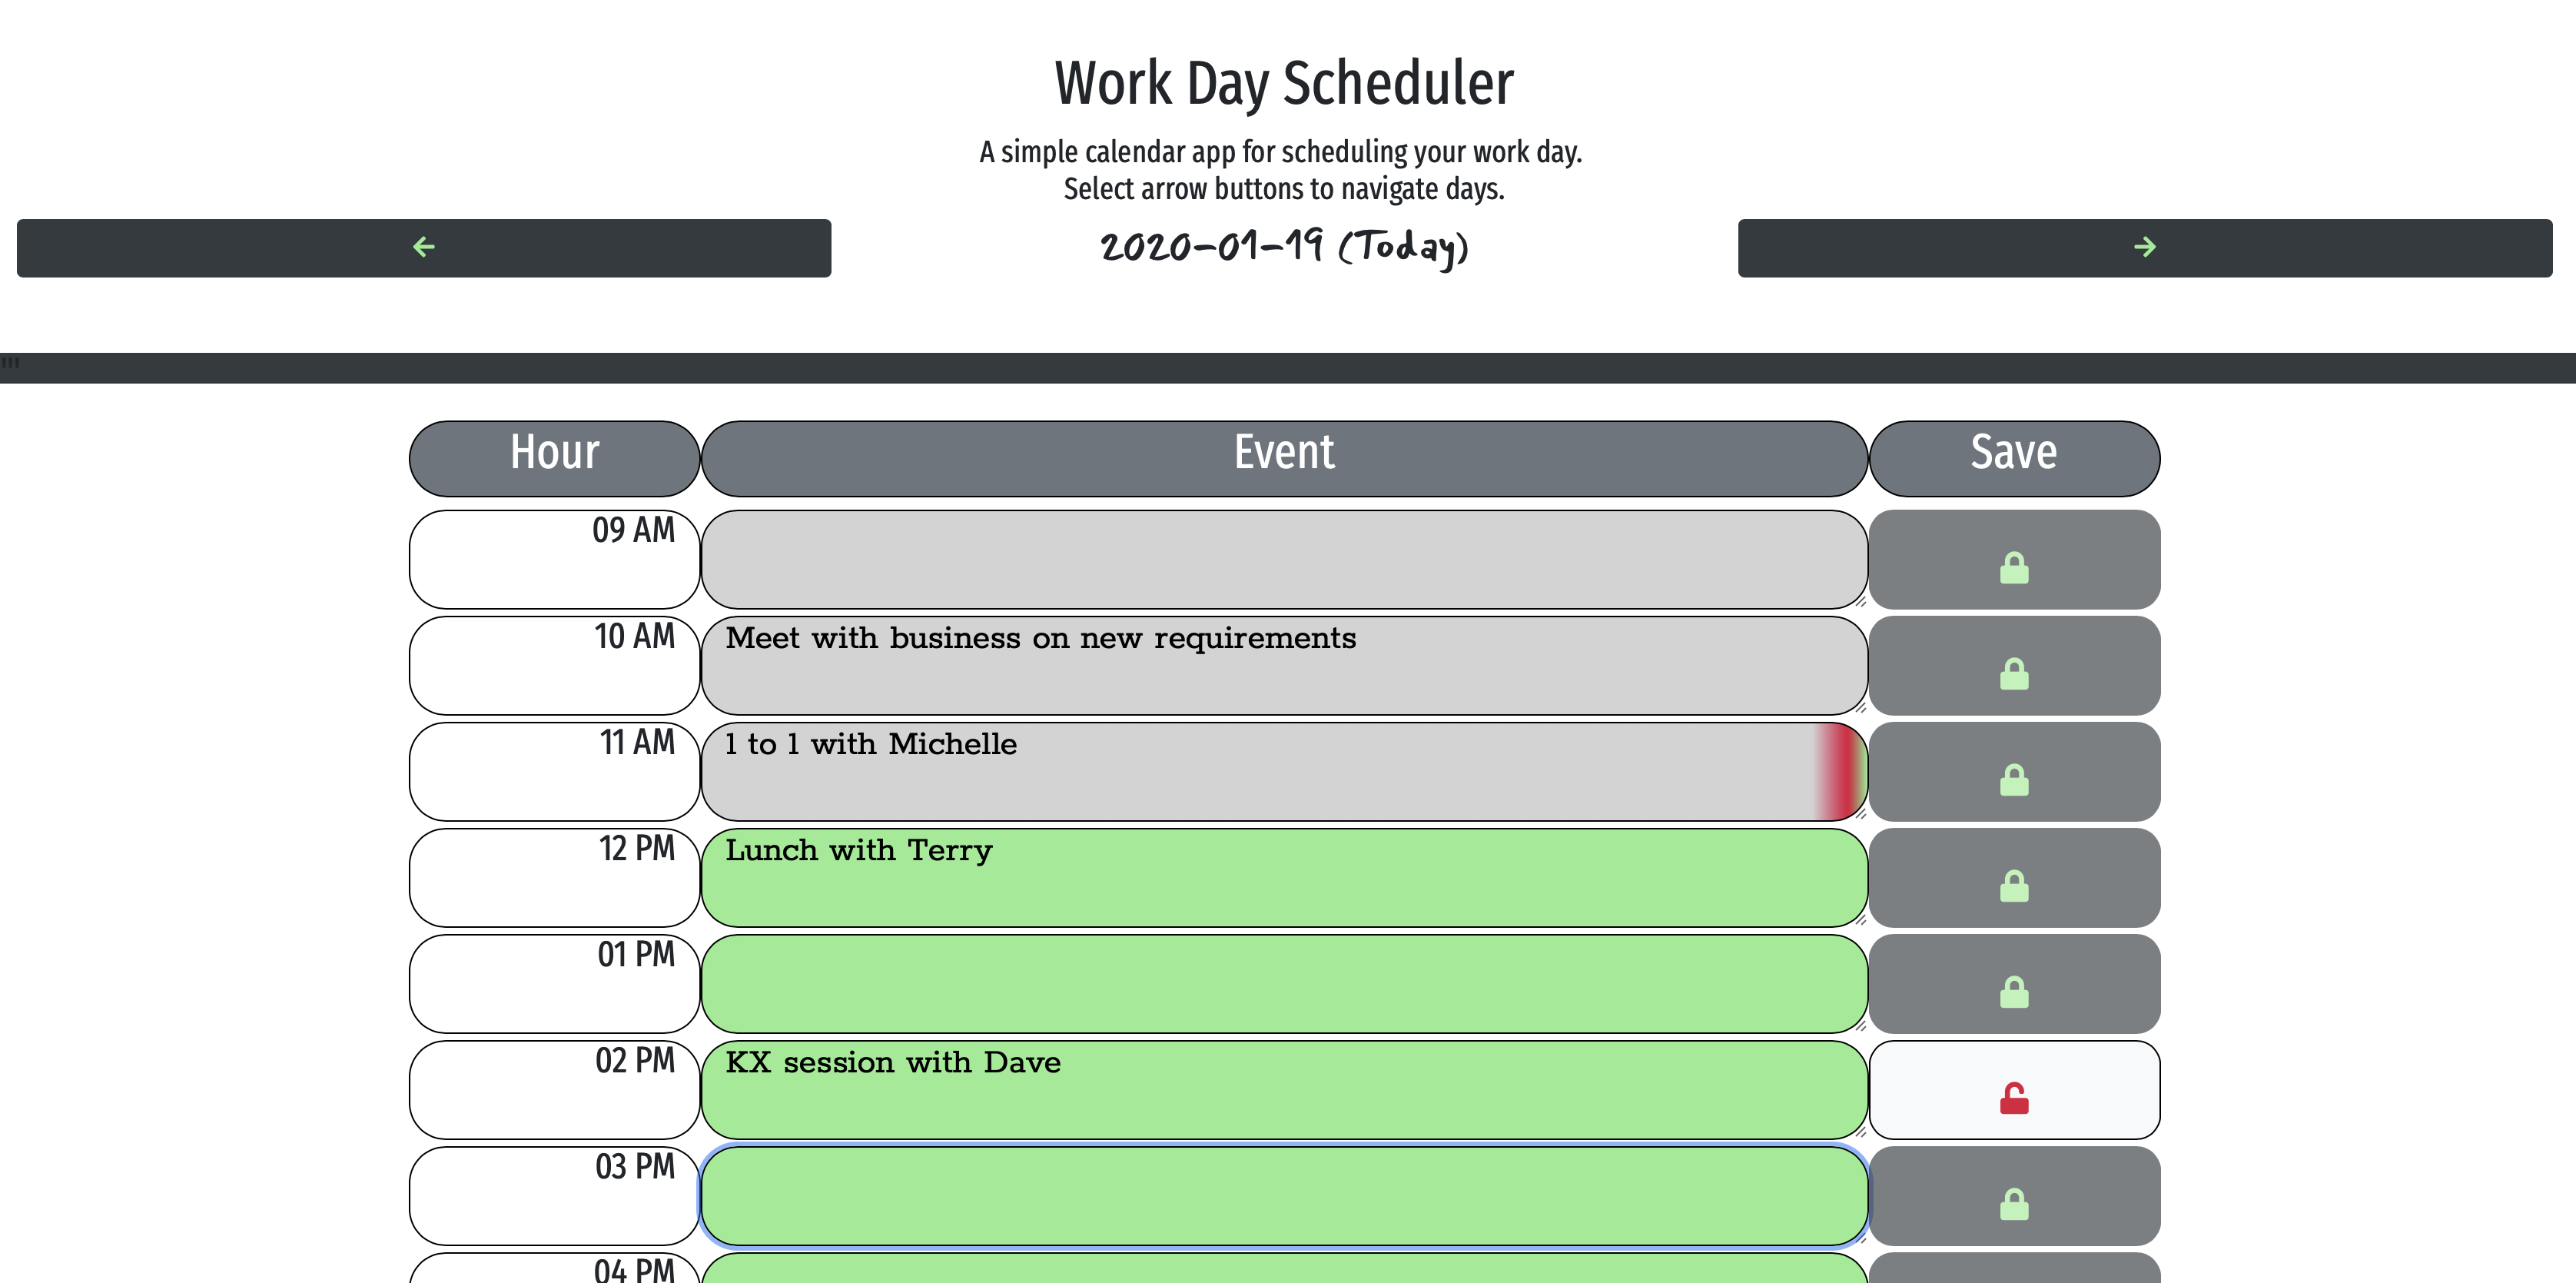 Work Day Scheduler
A simple calendar app for scheduling your work day.
Select arrow buttons to navigate days.
2020-01-19 (Today)
'''
Hour Event Save
09 AM
10 AM Meet with business on new requirements
11 AM 1 to 1 with Michelle
12 PM Lunch with Terry
01 PM
02 PM KX session with Dave
03 PM
04 PM